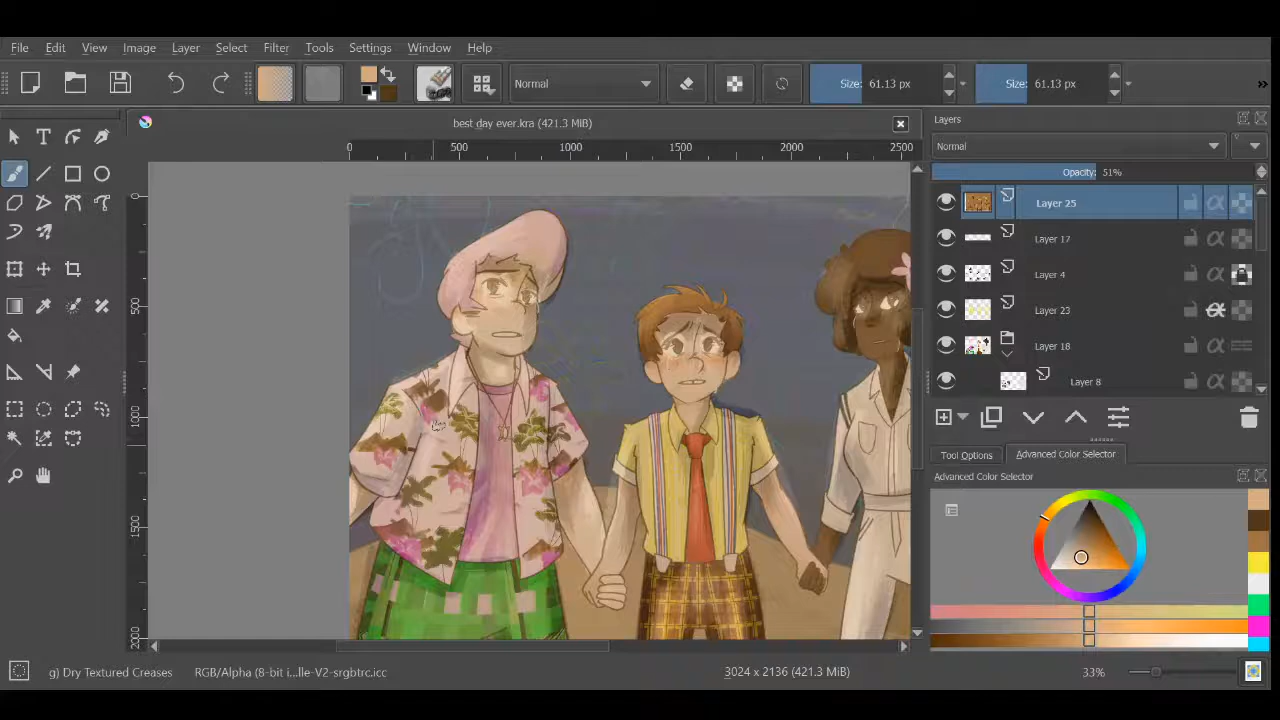 File Edit View Image Layer Select Filter Tools Settings Window Help
Normal Size: 61.13 px Size: 61.13 px »
best day ever.kra (421.3 MiB)
0 500 1000 1500 2000 2500
0
500
1000
1500
2000
Layers
Normal
Opacity: 51%
Layer 25
Layer 17
Layer 4
Layer 23
Layer 18
Layer 8
Tool Options Advanced Color Selector
Advanced Color Selector
g) Dry Textured Creases RGB/Alpha (8-bit i...lle-V2-srgbtrc.icc 3024 x 2136 (421.3 MiB) 33%